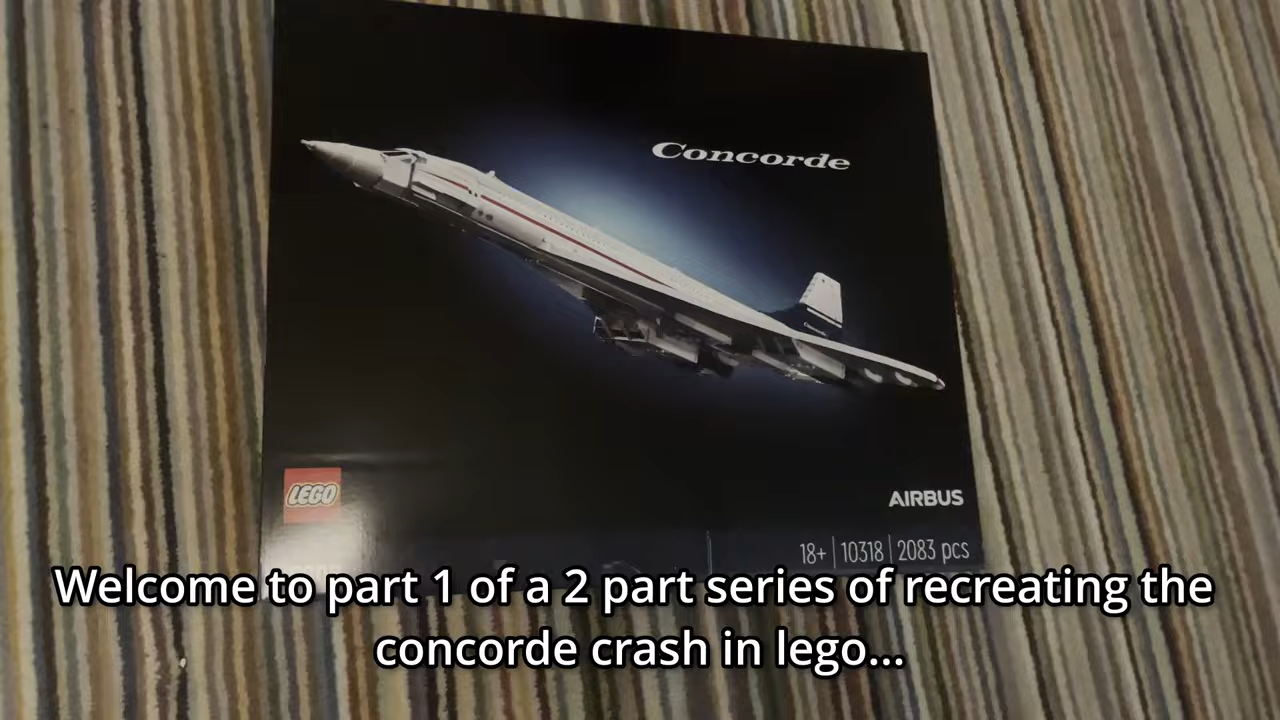 Concorde
Concorde
LEGO
AIRBUS
18+ | 10318 | 2083 pcs
Welcome to part 1 of a 2 part series of recreating the
concorde crash in lego...